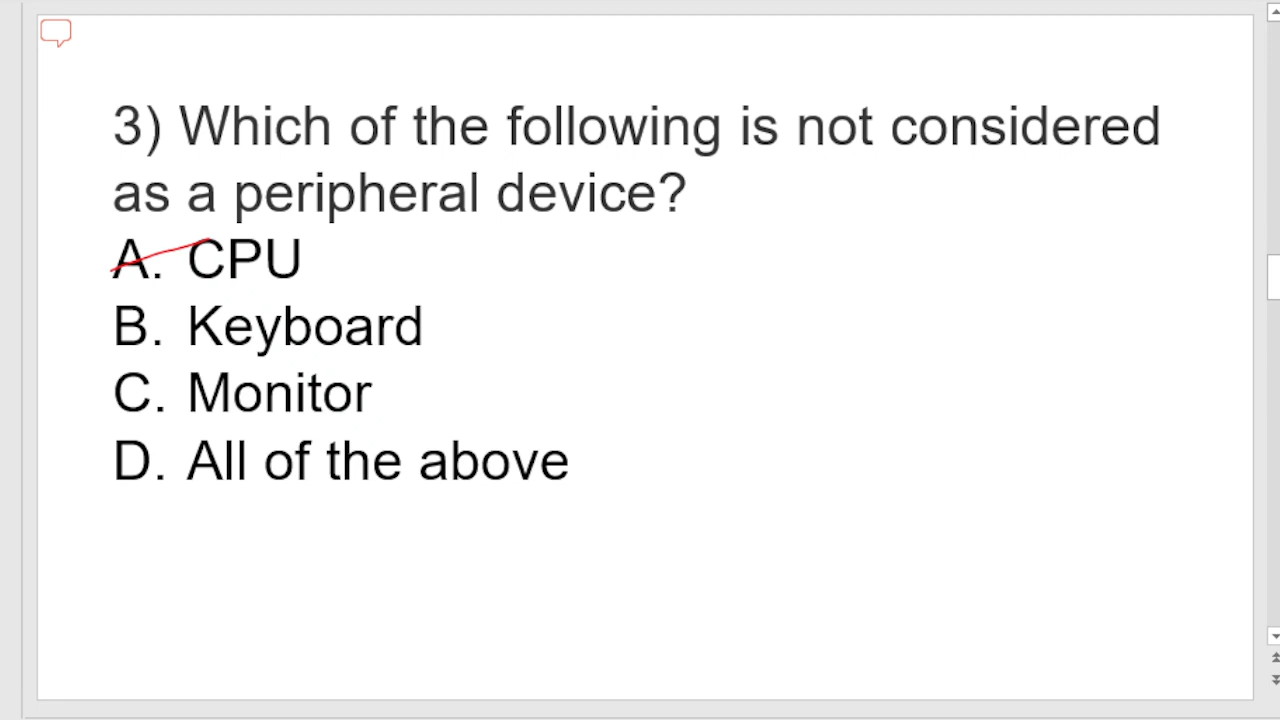 3) Which of the following is not considered
as a peripheral device?
A. CPU
B. Keyboard
C. Monitor
D. All of the above